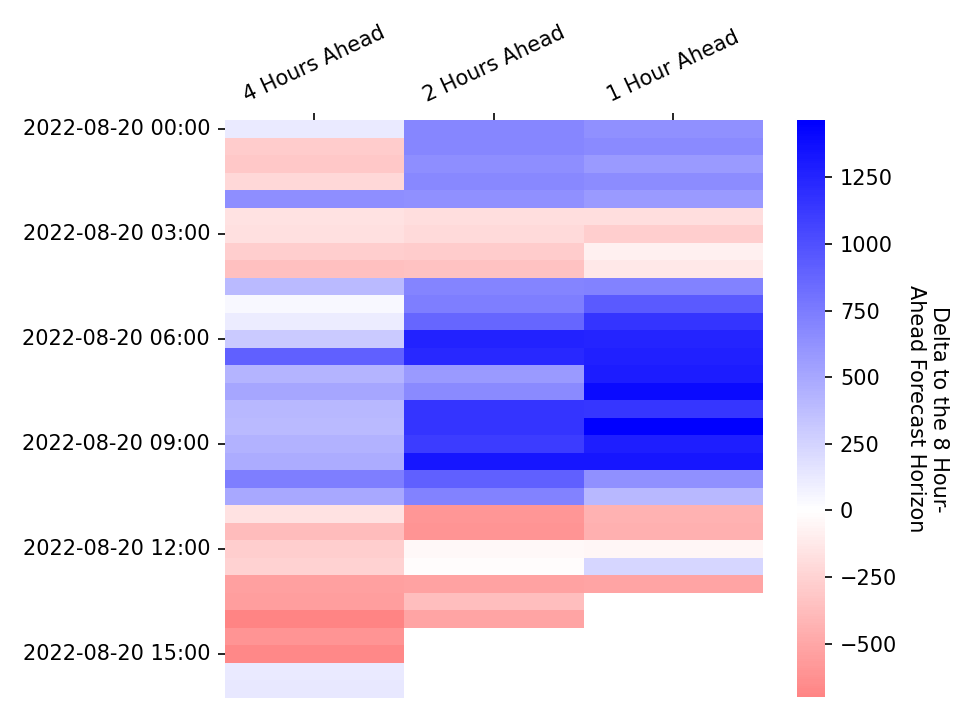 4 Hours Ahead
2 Hours Ahead
1 Hour Ahead
2022-08-20 00:00
2022-08-20 03:00
2022-08-20 06:00
2022-08-20 09:00
2022-08-20 12:00
2022-08-20 15:00
1250
1000
750
500
250
0
−250
−500
Delta to the 8 Hour-
Ahead Forecast Horizon